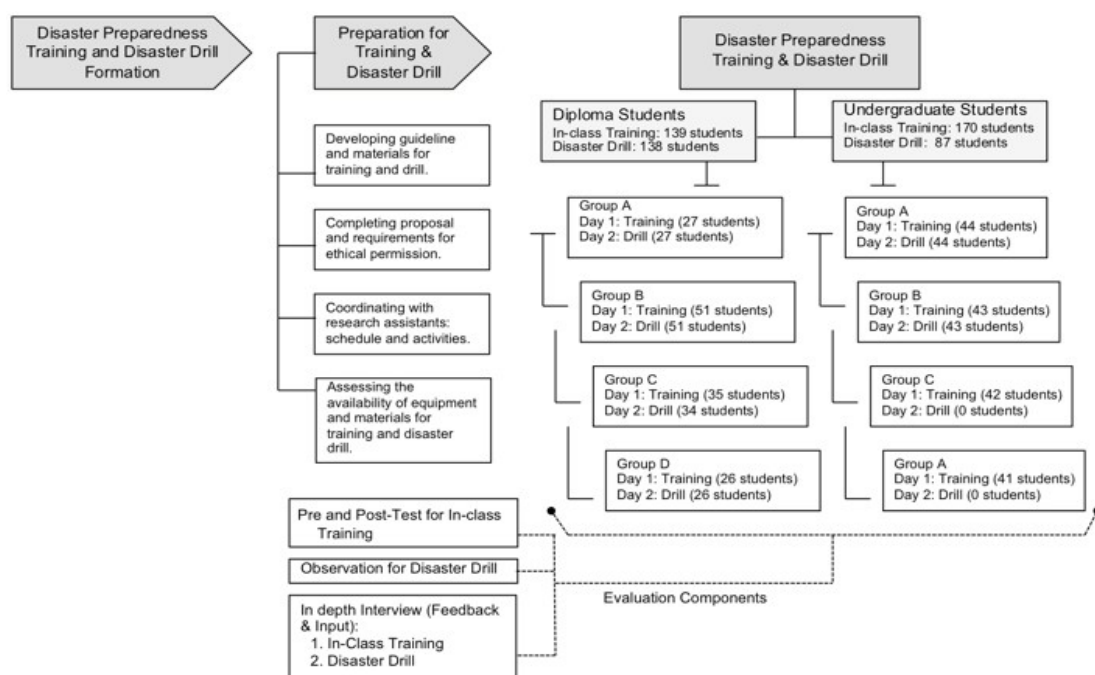 Disaster Preparedness
Training and Disaster Drill
Formation
Preparation for
Training &
Disaster Drill
Developing guideline
and materials for
training and drill.
Completing proposal
and requirements for
ethical permission.
Coordinating with
research assistants:
schedule and activities.
Assessing the
availability of equipment
and materials for
training and disaster
drill.
Disaster Preparedness
Training & Disaster Drill
Diploma Students
In-class Training: 139 students
Disaster Drill: 138 students
Group A
Day 1: Training (27 students)
Day 2: Drill (27 students)
Group B
Day 1: Training (51 students)
Day 2: Drill (51 students)
Group C
Day 1: Training (35 students)
Day 2: Drill (34 students)
Group D
Day 1: Training (26 students)
Day 2: Drill (26 students)
Undergraduate Students
In-class Training: 170 students
Disaster Drill: 87 students
Group A
Day 1: Training (44 students)
Day 2: Drill (44 students)
Group B
Day 1: Training (43 students)
Day 2: Drill (43 students)
Group C
Day 1: Training (42 students)
Day 2: Drill (0 students)
Group A
Day 1: Training (41 students)
Day 2: Drill (0 students)
Pre and Post-Test for In-class
Training
Observation for Disaster Drill
In depth Interview (Feedback
& Input):
1. In-Class Training
2. Disaster Drill
Evaluation Components